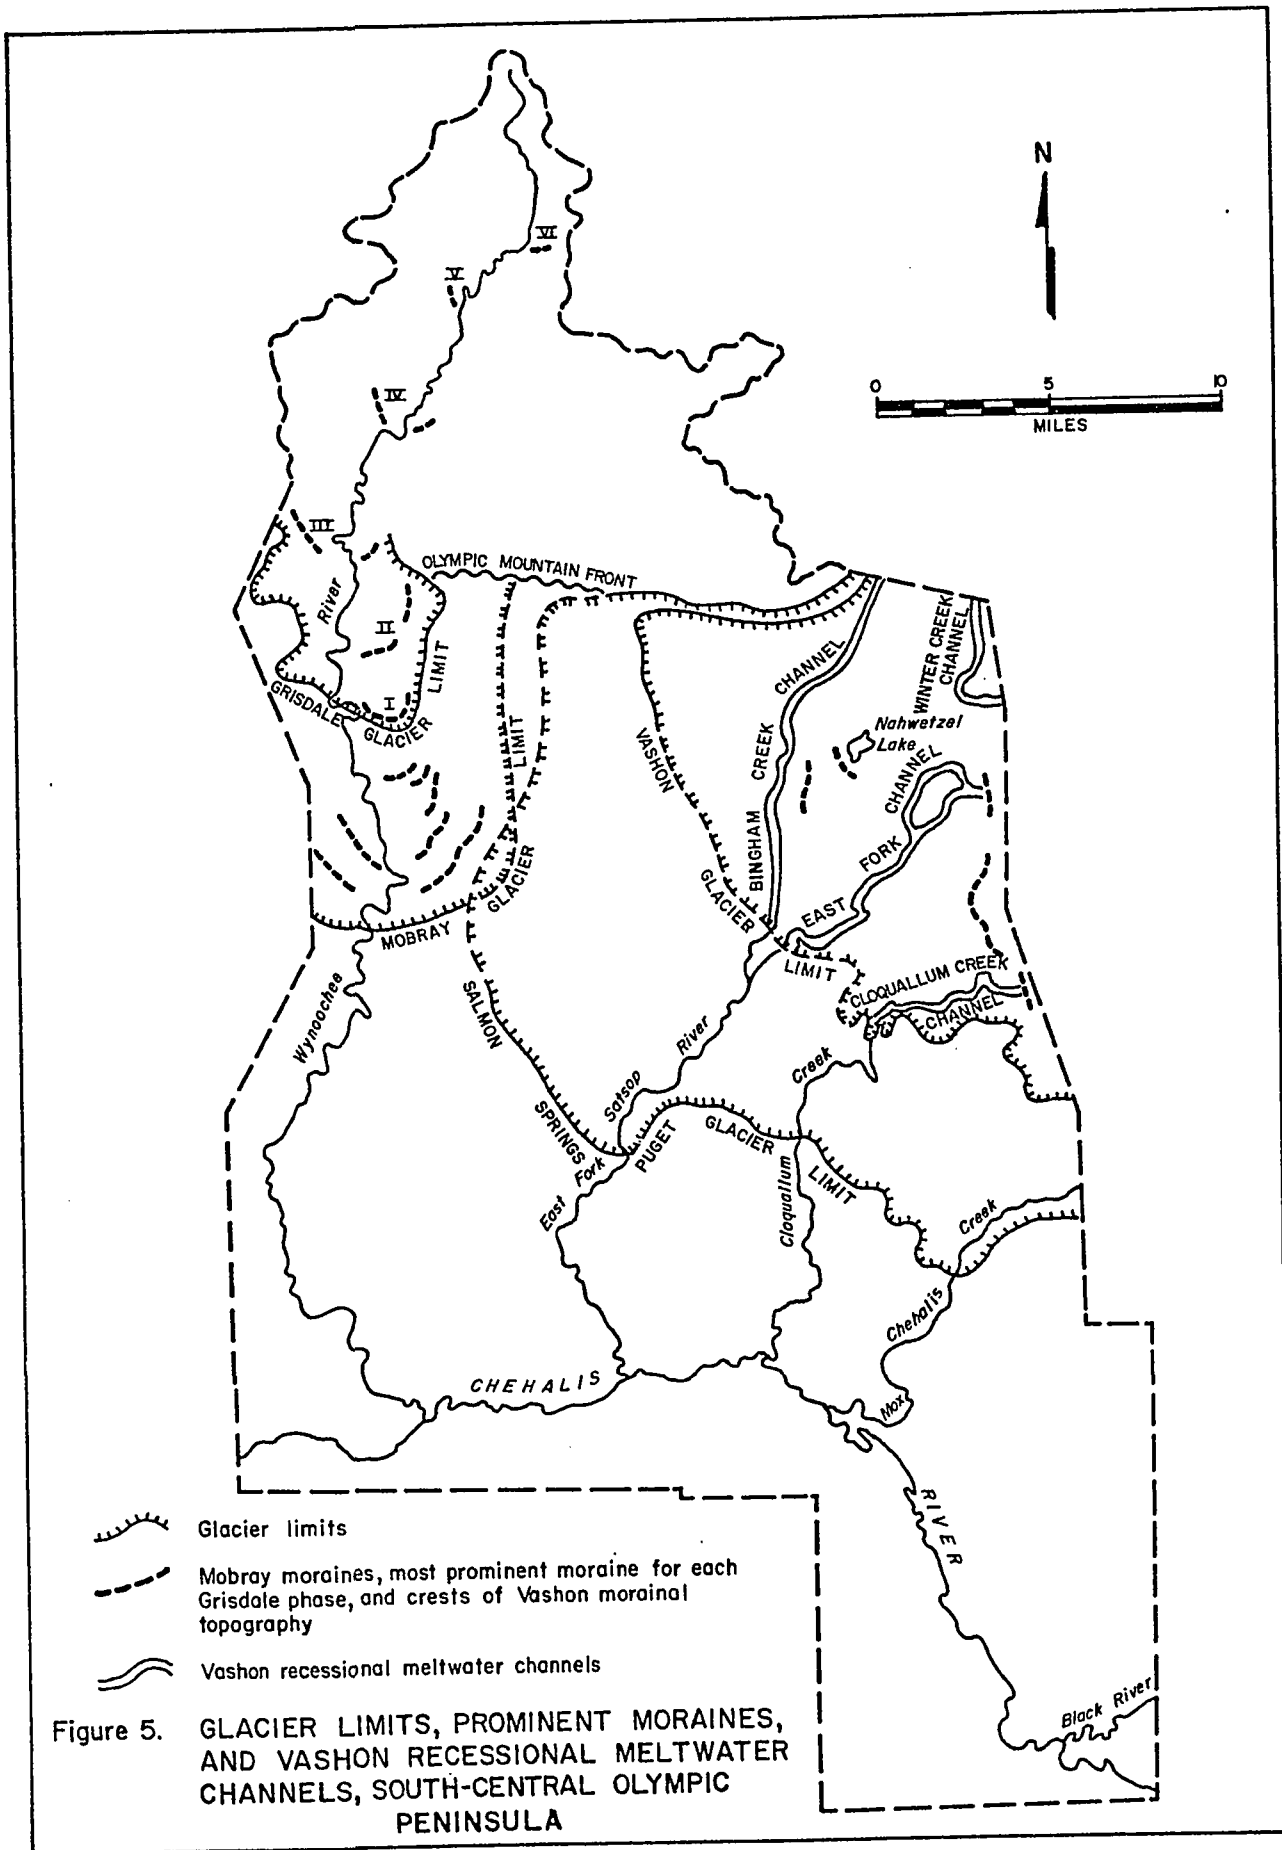 N
0 5 10
MILES
VI
V
IV
III
River
OLYMPIC MOUNTAIN FRONT
II
LIMIT
I
GRISDALE
GLACIER
LIMIT
VASHON
CHANNEL
CREEK
BINGHAM
WINTER CREEK
CHANNEL
Nahwetzel
Lake
CHANNEL
FORK
EAST
GLACIER
GLACIER
LIMIT
MOBRAY
CLOQUALLUM CREEK
CHANNEL
Wynoochee
SALMON
SPRINGS
River
Satsop
Creek
East Fork
PUGET
GLACIER
LIMIT
Cloquallum
Creek
Chehalis
Mox
CHEHALIS
RIVER
Black River
Glacier limits
Mobray moraines, most prominent moraine for each
Grisdale phase, and crests of Vashon morainal
topography
Vashon recessional meltwater channels
Figure 5. GLACIER LIMITS, PROMINENT MORAINES,
AND VASHON RECESSIONAL MELTWATER
CHANNELS, SOUTH-CENTRAL OLYMPIC
PENINSULA